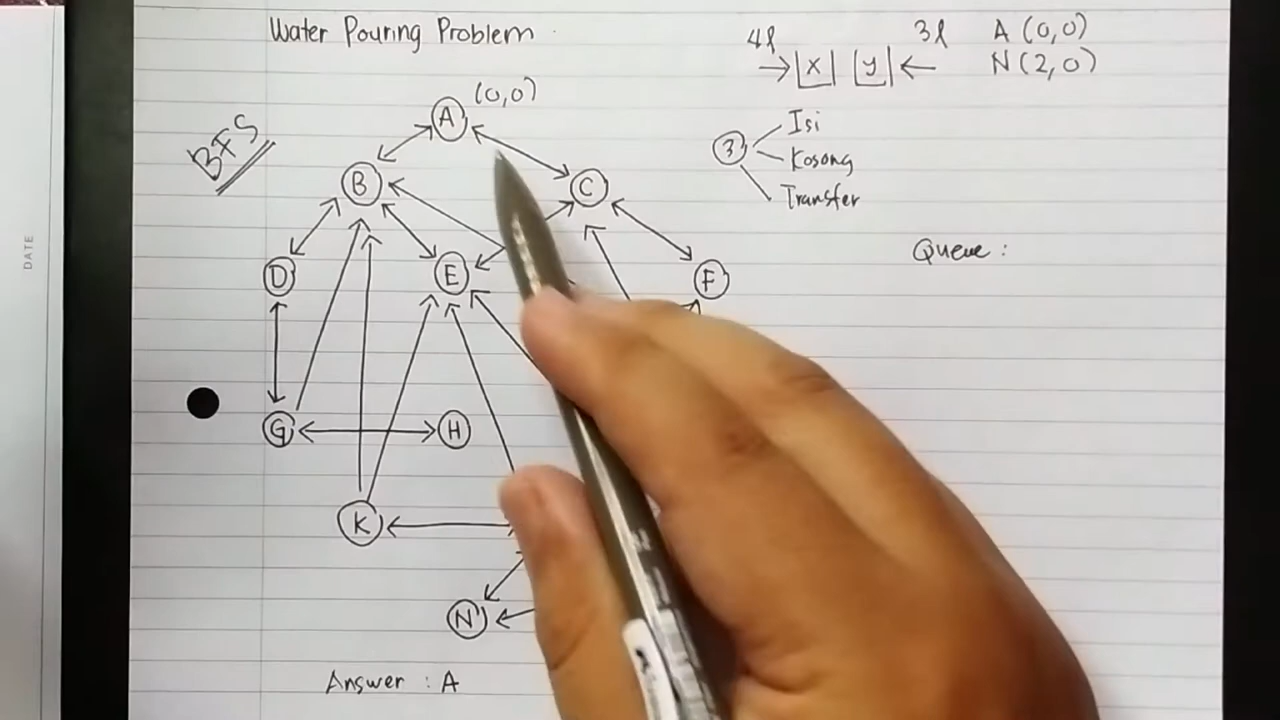 Water Pouring Problem
4l 3l
x y
A (0,0)
N (2,0)
BFS
(0,0)
A
B C
D E F
G H
K
N
3
Isi
Kosong
Transfer
Queue :
Answer : A
DATE